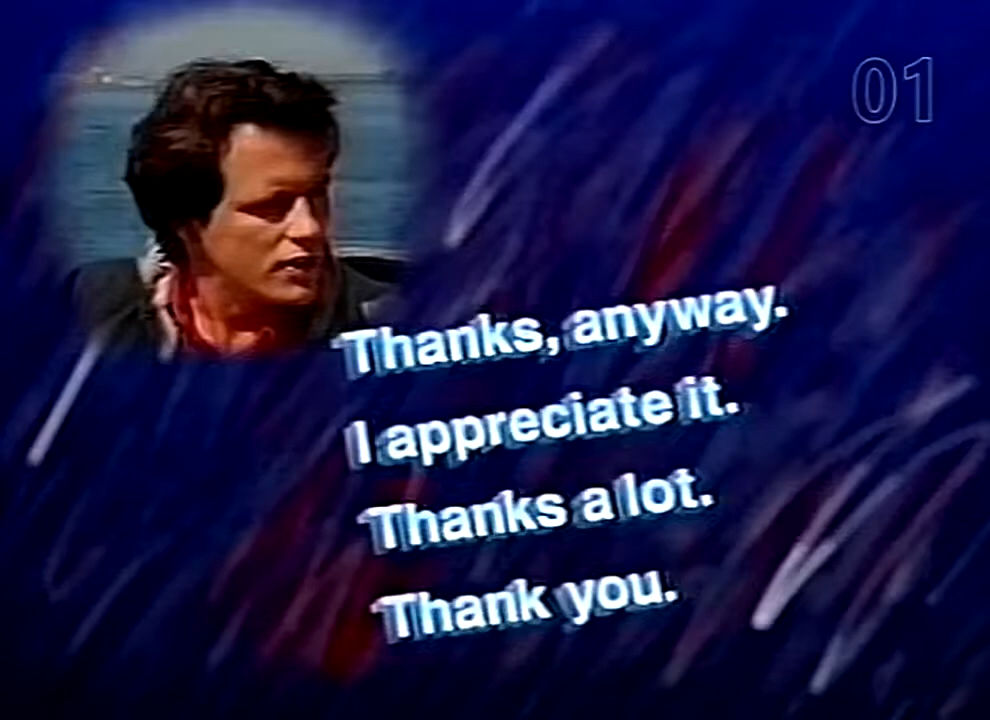 01
Thanks, anyway.
I appreciate it.
Thanks a lot.
Thank you.